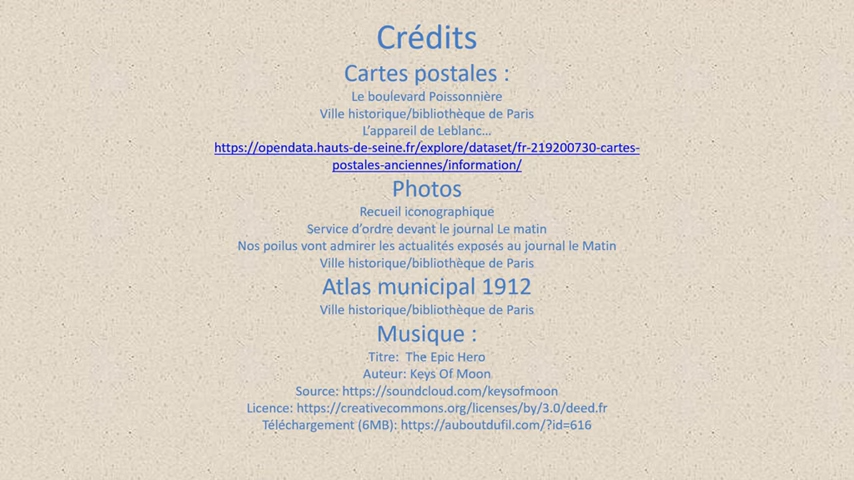 Crédits
Cartes postales :
Le boulevard Poissonnière
Ville historique/bibliothèque de Paris
L'appareil de Leblanc...
https://opendata.hauts-de-seine.fr/explore/dataset/fr-219200730-cartes-
postales-anciennes/information/
Photos
Recueil iconographique
Service d'ordre devant le journal Le matin
Nos poilus vont admirer les actualités exposés au journal le Matin
Ville historique/bibliothèque de Paris
Atlas municipal 1912
Ville historique/bibliothèque de Paris
Musique :
Titre:  The Epic Hero
Auteur: Keys Of Moon
Source: https://soundcloud.com/keysofmoon
Licence: https://creativecommons.org/licenses/by/3.0/deed.fr
Téléchargement (6MB): https://auboutdufil.com/?id=616